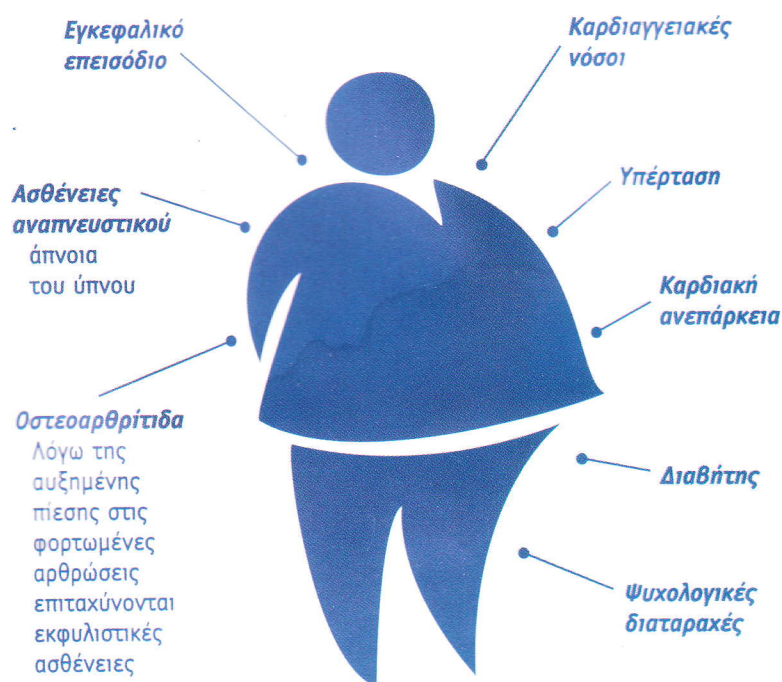 Εγκεφαλικό
επεισόδιο
Ασθένειες
αναπνευστικού
άπνοια
του ύπνου
Οστεοαρθρίτιδα
Λόγω της
αυξημένης
πίεσης στις
φορτωμένες
αρθρώσεις
επιταχύνονται
εκφυλιστικές
ασθένειες
Καρδιαγγειακές
νόσοι
Υπέρταση
Καρδιακή
ανεπάρκεια
Διαβήτης
Ψυχολογικές
διαταραχές